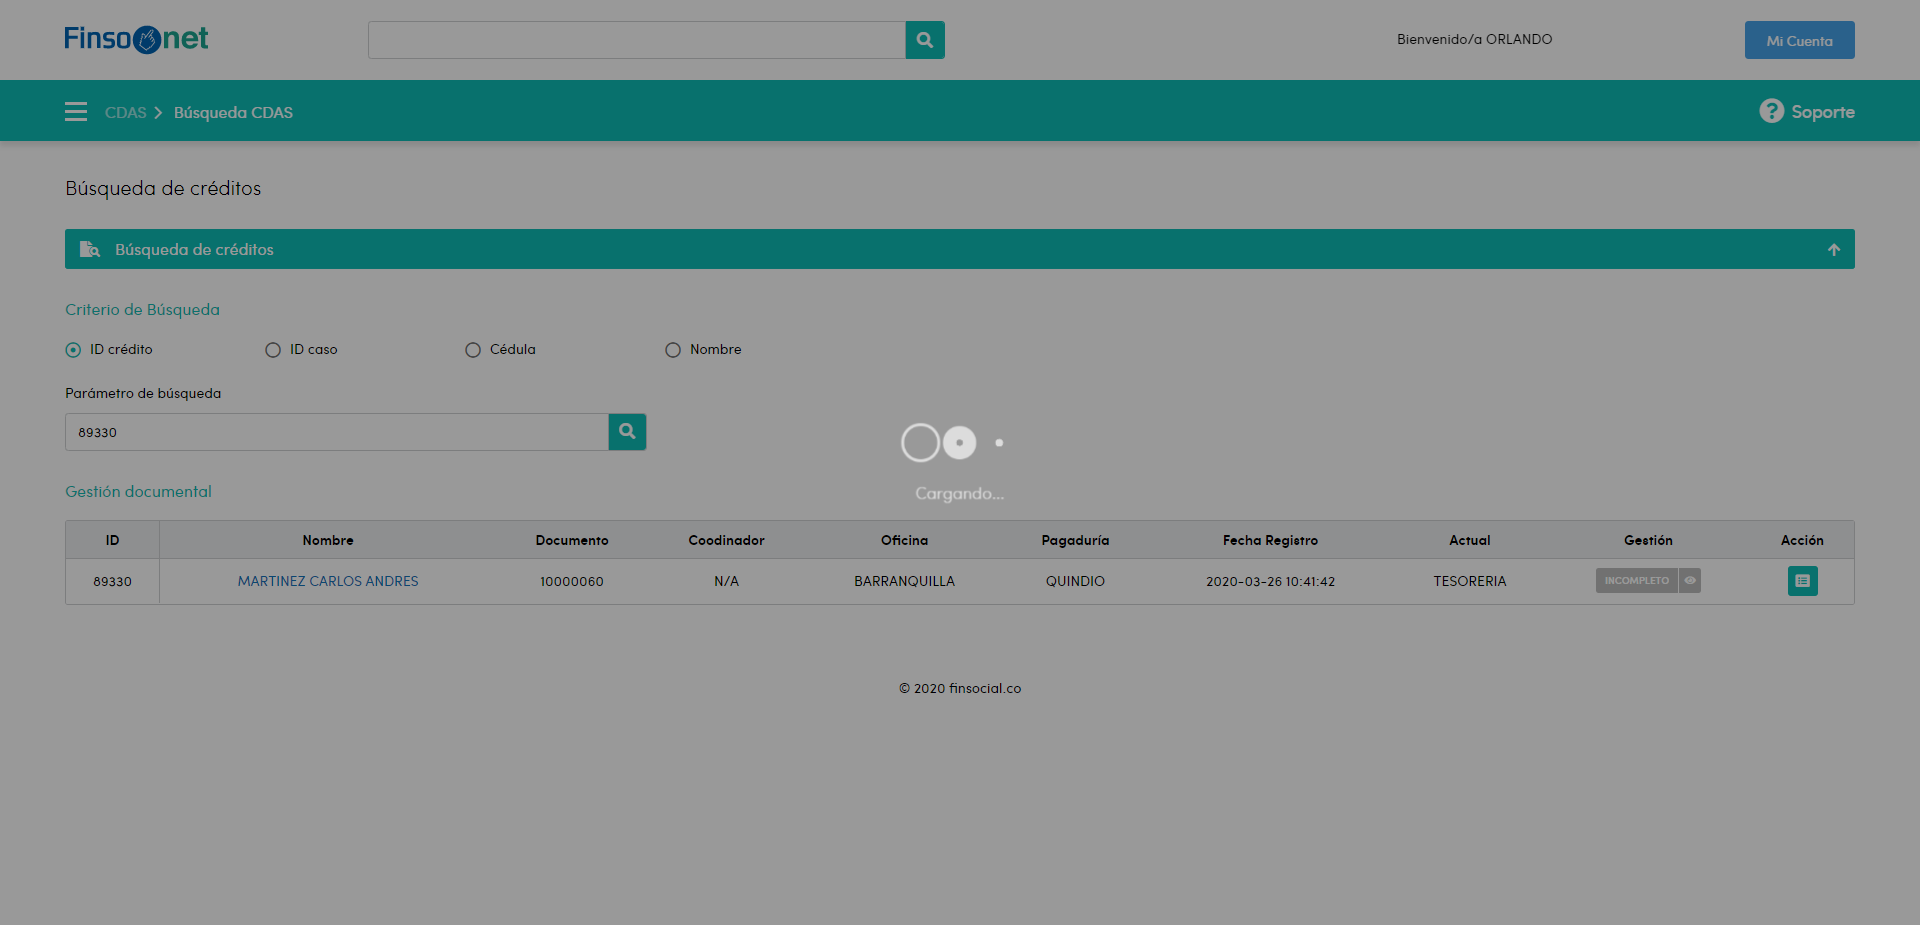 Finsonet
Bienvenido/a ORLANDO
Mi Cuenta
CDAS > Búsqueda CDAS
Soporte
Búsqueda de créditos
Búsqueda de créditos
Criterio de Búsqueda
ID crédito ID caso Cédula Nombre
Parámetro de búsqueda
89330
Cargando...
Gestión documental
ID Nombre Documento Coodinador Oficina Pagaduría Fecha Registro Actual Gestión Acción
89330 MARTINEZ CARLOS ANDRES 10000060 N/A BARRANQUILLA QUINDIO 2020-03-26 10:41:42 TESORERIA INCOMPLETO
© 2020 finsocial.co